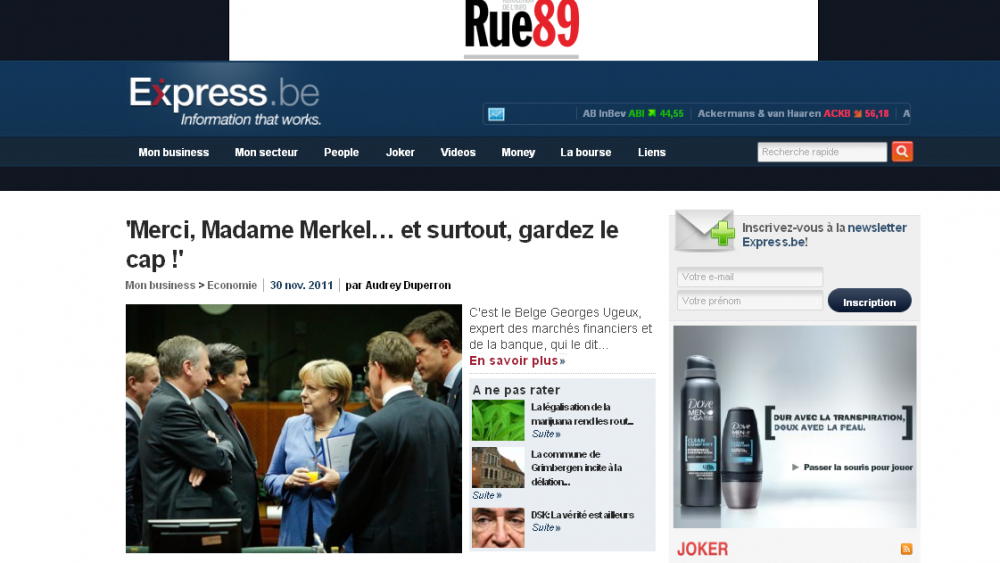 Rue89
Express.be
Information that works.
AB InBev ABI 44,55
Ackermans & van Haaren ACKB 56,18
A
Mon business
Mon secteur
People
Joker
Videos
Money
La bourse
Liens
Recherche rapide
'Merci, Madame Merkel… et surtout, gardez le
cap !'
Mon business > Economie
30 nov. 2011
par Audrey Duperron
C'est le Belge Georges Ugeux,
expert des marchés financiers et
de la banque, qui le dit...
En savoir plus»
A ne pas rater
La légalisation de la
marijuana rend les rout...
Suite »
La commune de
Grimbergen incite à la
délation...
Suite »
DSK: La vérité est ailleurs
Suite »
Inscrivez-vous à la newsletter
Express.be!
Votre e-mail
Votre prénom
Inscription
Dove
MEN+CARE
CLEAN
COMFORT
Dove
MEN+CARE
[DUR AVEC LA TRANSPIRATION,
DOUX AVEC LA PEAU.]
Passer la souris pour jouer
JOKER